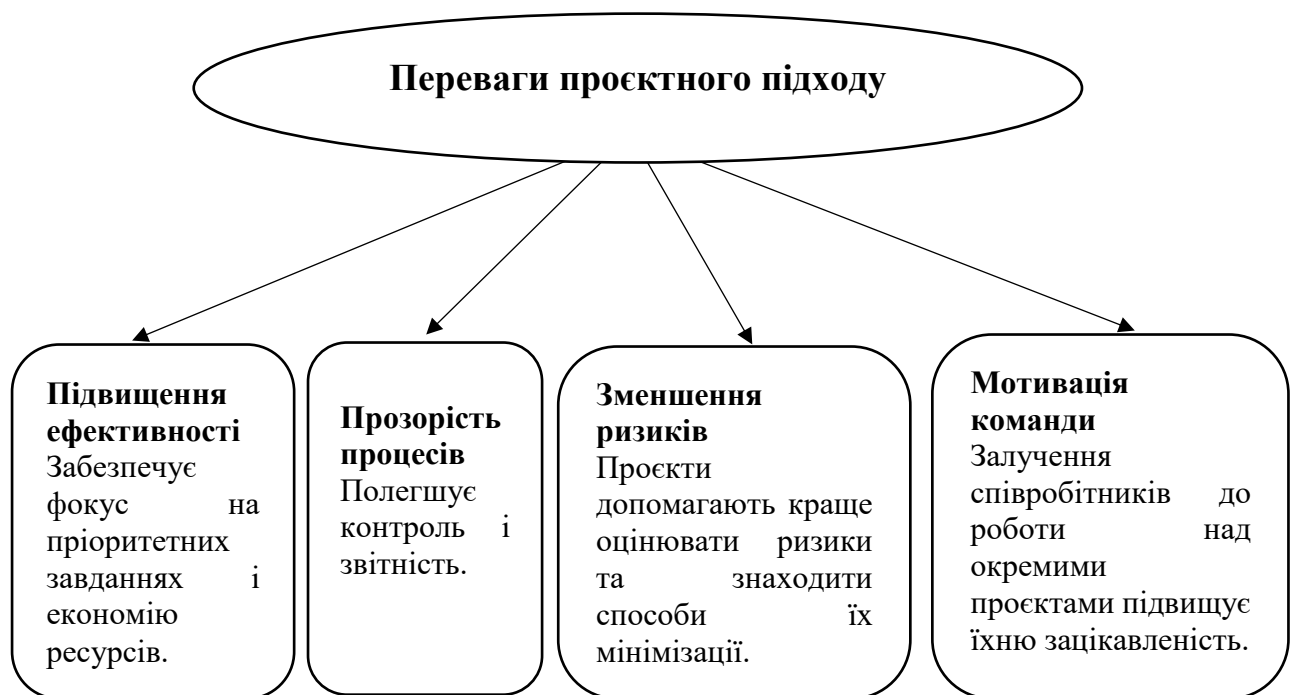 Переваги проєктного підходу
Підвищення
ефективності
Забезпечує
фокус на
пріоритетних
завданнях і
економію
ресурсів.
Прозорість
процесів
Полегшує
контроль і
звітність.
Зменшення
ризиків
Проєкти
допомагають краще
оцінювати ризики
та знаходити
способи їх
мінімізації.
Мотивація
команди
Залучення
співробітників до
роботи над
окремими
проєктами підвищує
їхню зацікавленість.